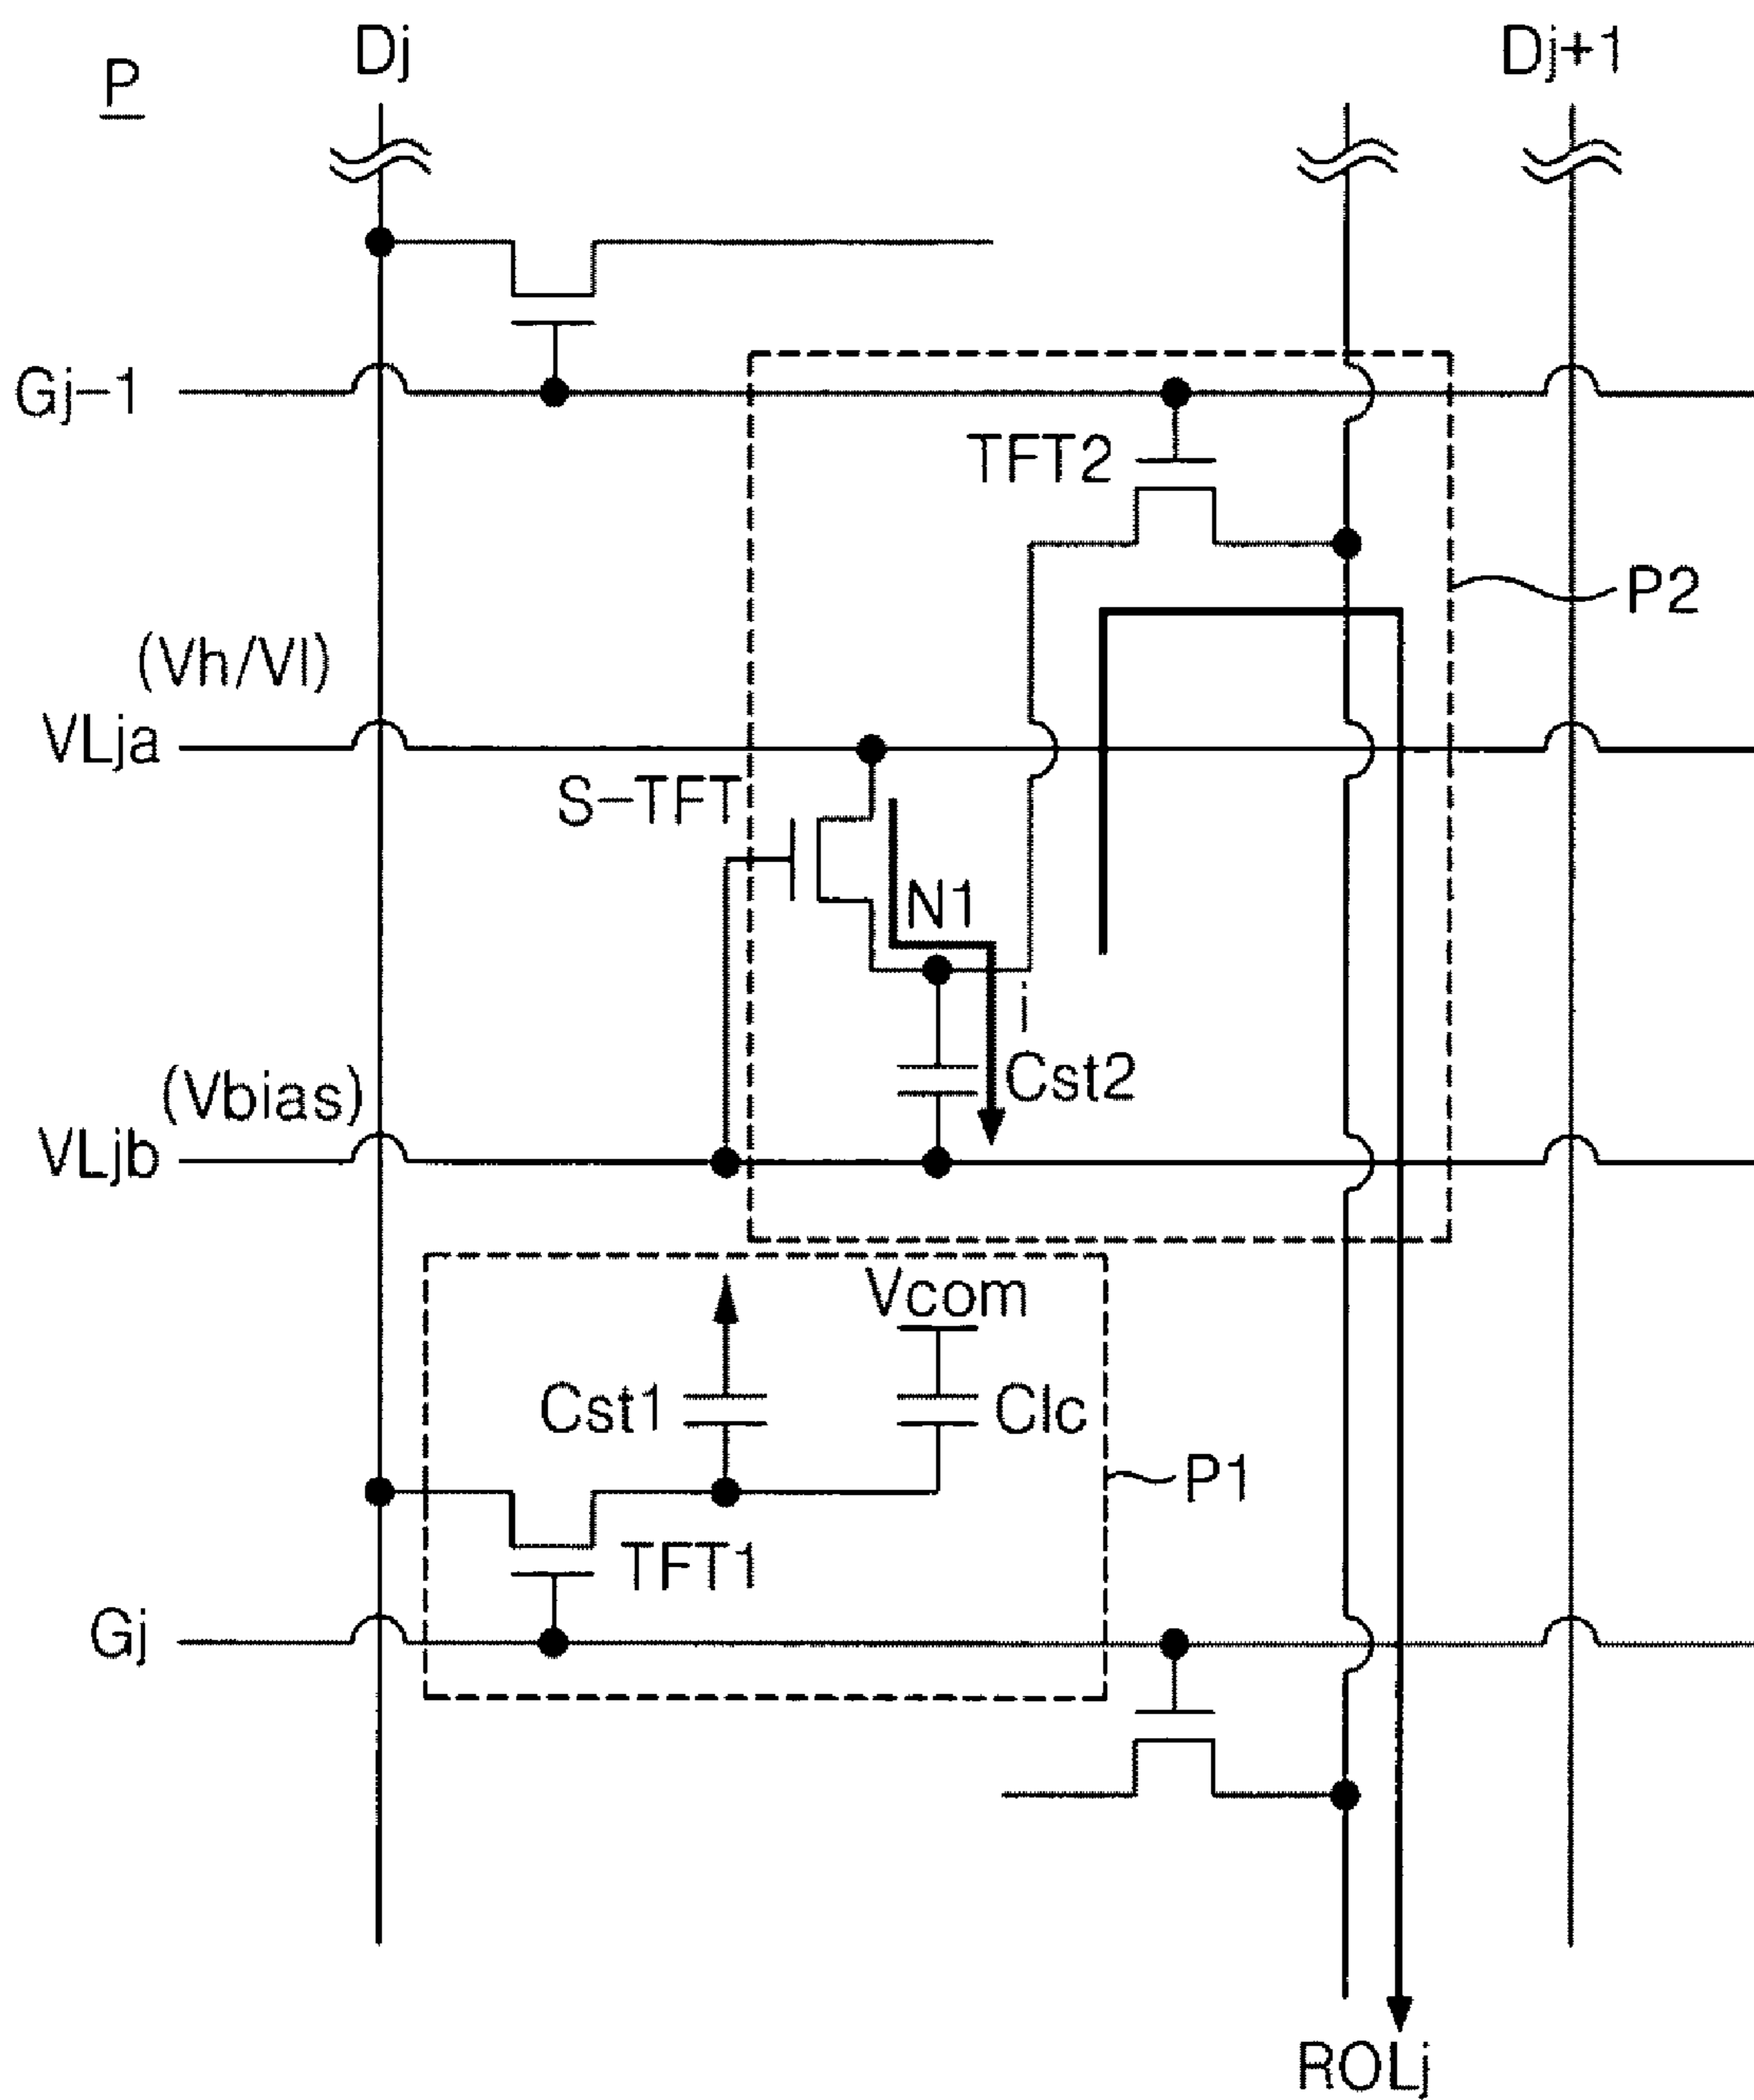 P
Dj
Dj+1
Gj-1
TFT2
P2
(Vh/Vl)
VLja
S-TFT
N1
i
Cst2
(Vbias)
VLjb
Vcom
Cst1
Clc
P1
TFT1
Gj
ROLj